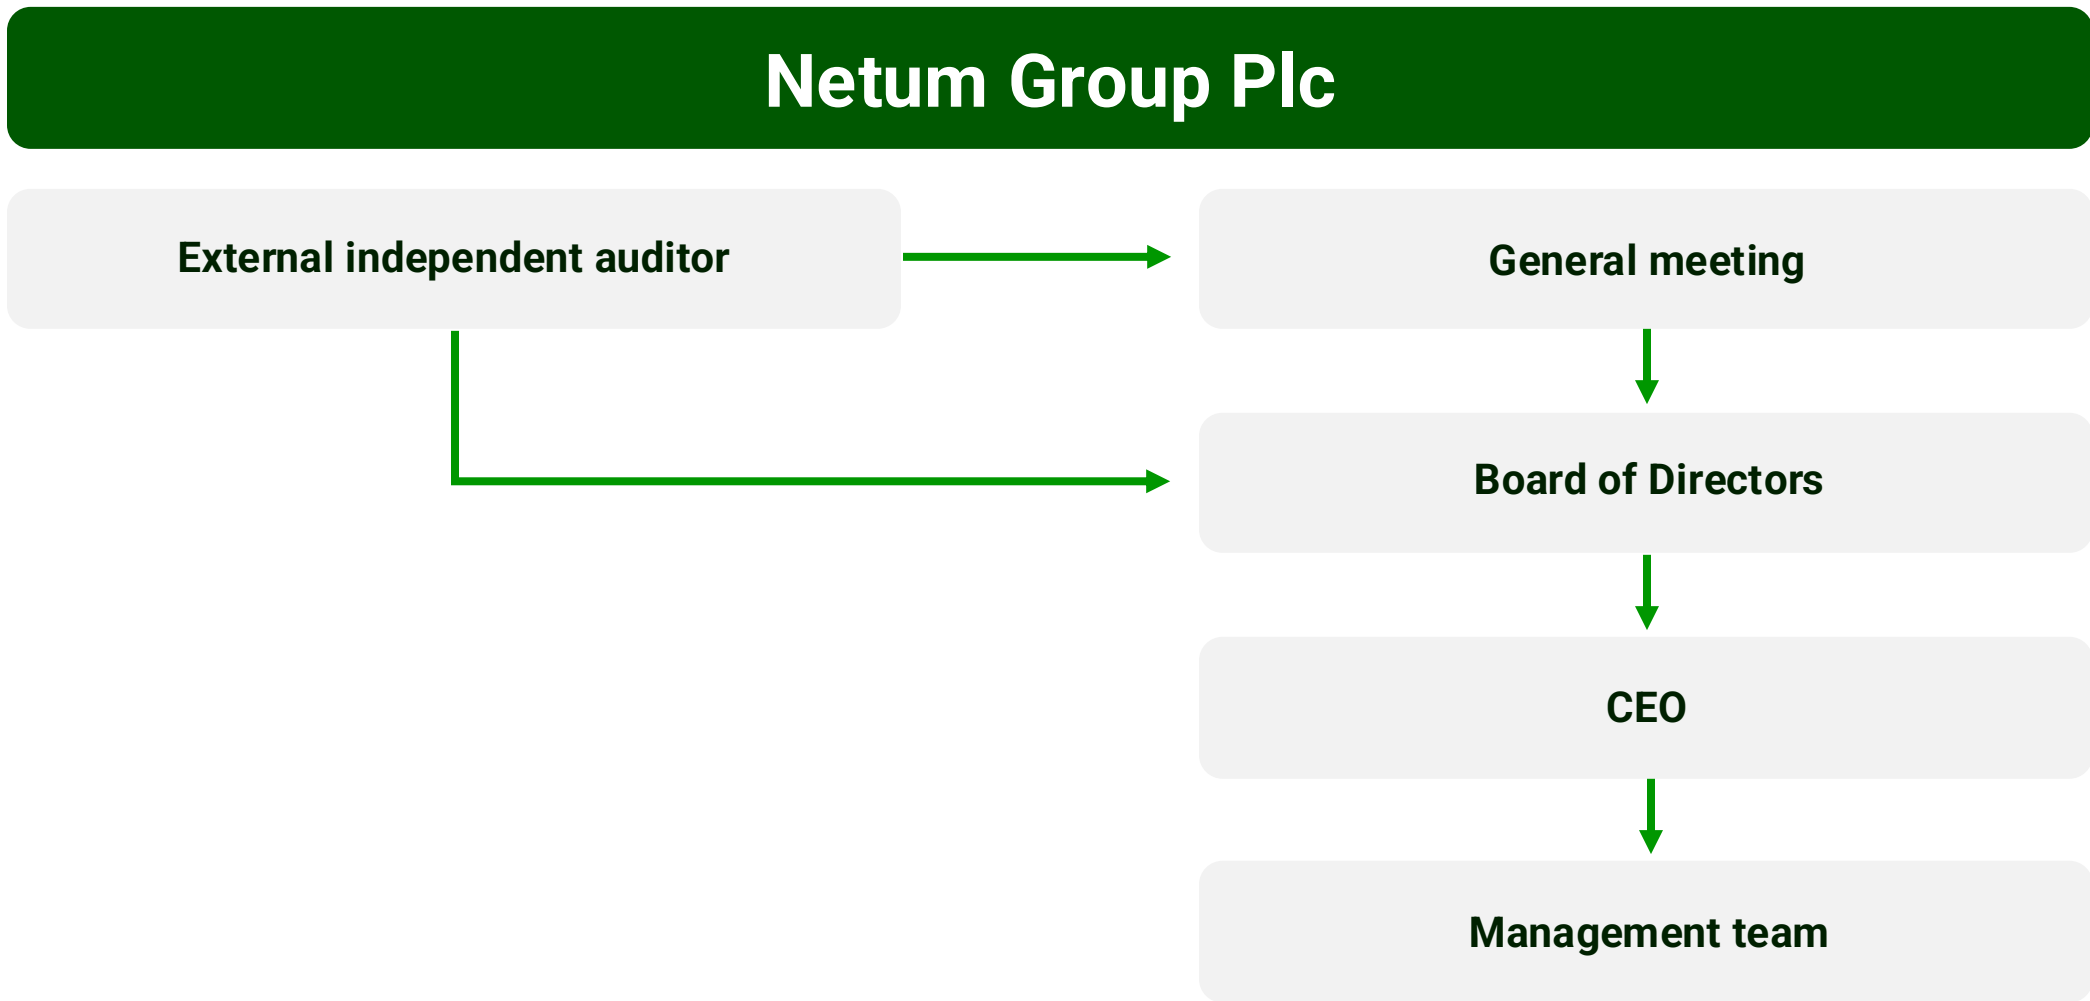 Netum Group Plc
External independent auditor
General meeting
Board of Directors
CEO
Management team